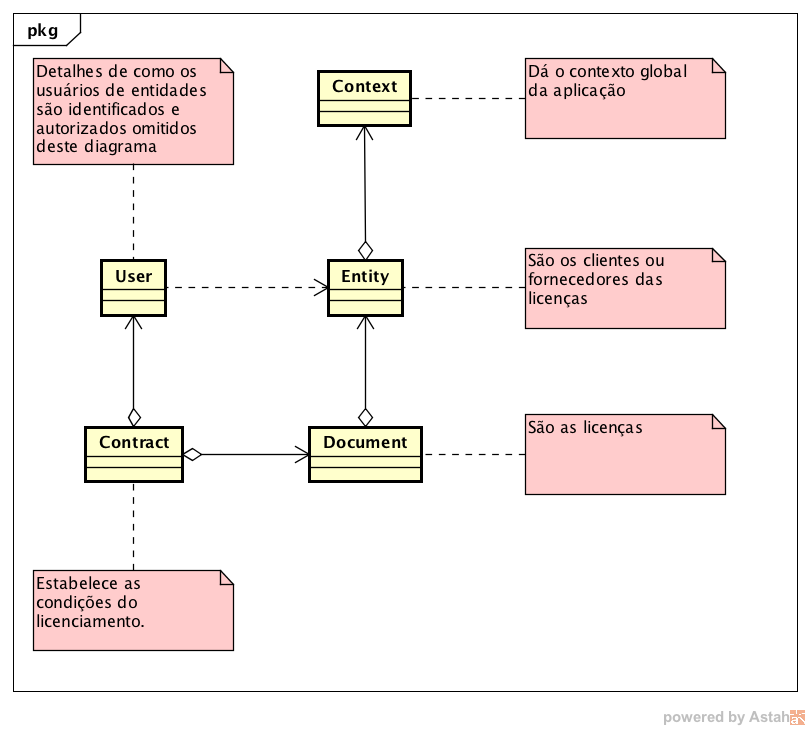 pkg
Detalhes de como os
usuários de entidades
são identificados e
autorizados omitidos
deste diagrama
Context
Dá o contexto global
da aplicação
User
Entity
São os clientes ou
fornecedores das
licenças
Contract
Document
São as licenças
Estabelece as
condições do
licenciamento.
powered by Astah